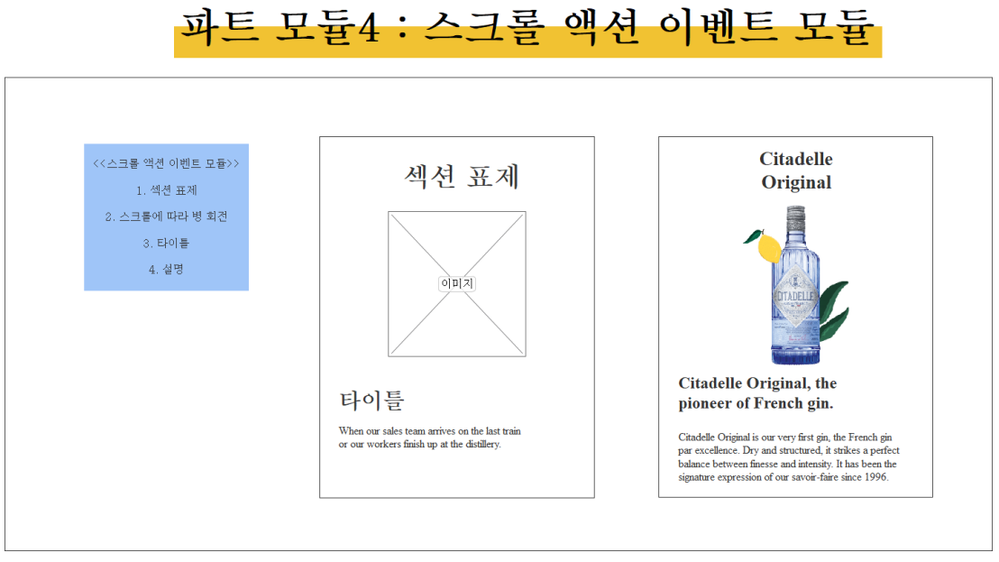 파트 모듈4 : 스크롤 액션 이벤트 모듈
<<스크롤 액션 이벤트 모듈>>
1. 섹션 표제
2. 스크롤에 따라 병 회전
3. 타이틀
4. 설명
섹션 표제
이미지
타이틀
When our sales team arrives on the last train
or our workers finish up at the distillery.
Citadelle
Original
CITADELLE
Citadelle Original, the
pioneer of French gin.
Citadelle Original is our very first gin, the French gin
par excellence. Dry and structured, it strikes a perfect
balance between finesse and intensity. It has been the
signature expression of our savoir-faire since 1996.